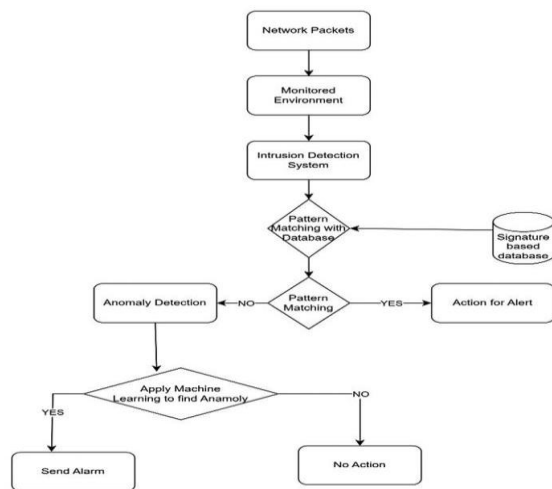 Network Packets
Monitored
Environment
Intrusion Detection
System
Pattern
Matching with
Database
Signature
based
database
Anomaly Detection
NO
Pattern
Matching
YES
Action for Alert
Apply Machine
Learning to find Anamoly
YES
NO
Send Alarm
No Action